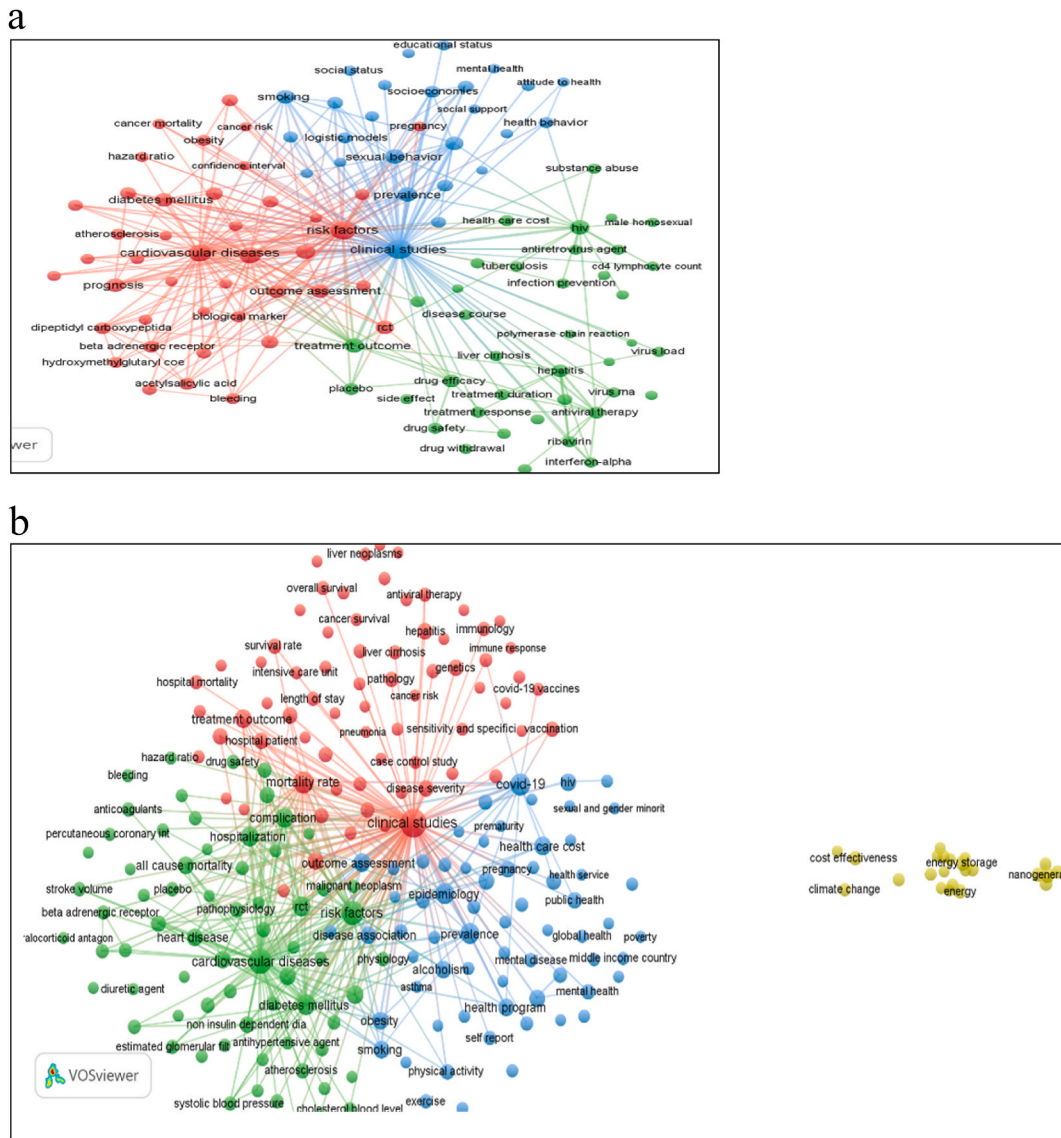 a
educational status
social status
mental health
smoking
socioeconomics
attitude to health
social support
cancer mortality
cancer risk
pregnancy
health behavior
obesity
logistic models
hazard ratio
sexual behavior
confidence interval
substance abuse
diabetes mellitus
prevalence
health care cost
male homosexual
risk factors
hiv
atherosclerosis
cardiovascular diseases
clinical studies
antiretrovirus agent
tuberculosis
cd4 lymphocyte count
prognosis
outcome assessment
infection prevention
dipeptidyl carboxypeptida
biological marker
disease course
rct
polymerase chain reaction
beta adrenergic receptor
treatment outcome
virus load
hydroxymethylglutaryl coe
liver cirrhosis
hepatitis
acetylsalicylic acid
placebo
drug efficacy
bleeding
side effect
treatment duration
virus rna
treatment response
antiviral therapy
drug safety
drug withdrawal
ribavirin
wer
interferon-alpha
b
liver neoplasms
overall survival
antiviral therapy
cancer survival
hepatitis
immunology
survival rate
liver cirrhosis
immune response
intensive care unit
genetics
hospital mortality
pathology
covid-19 vaccines
length of stay
cancer risk
treatment outcome
pneumonia
sensitivity and specifici
vaccination
hospital patient
hazard ratio
drug safety
case control study
bleeding
mortality rate
disease severity
covid-19
hiv
anticoagulants
complication
clinical studies
sexual and gender minorit
percutaneous coronary int
hospitalization
prematurity
health care cost
all cause mortality
outcome assessment
pregnancy
cost effectiveness
energy storage
stroke volume
placebo
malignant neoplasm
health service
nanogenera
climate change
energy
beta adrenergic receptor
pathophysiology
rct
risk factors
epidemiology
public health
ralocorticoid antagon
heart disease
disease association
prevalence
global health
poverty
cardiovascular diseases
physiology
alcoholism
mental disease
middle income country
diuretic agent
asthma
mental health
diabetes mellitus
health program
non insulin dependent dia
obesity
estimated glomerular filt
antihypertensive agent
smoking
self report
VOSviewer
atherosclerosis
physical activity
systolic blood pressure
cholesterol blood level
exercise